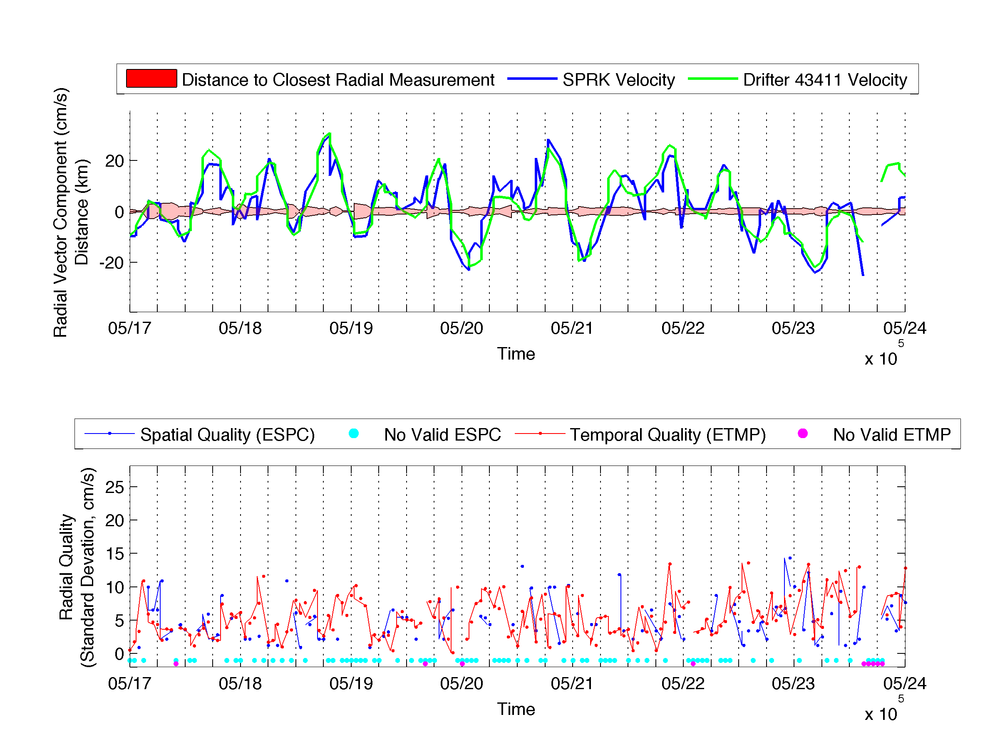 Distance to Closest Radial Measurement SPRK Velocity Drifter 43411 Velocity
Radial Vector Component (cm/s)
Distance (km)
20
0
-20
05/17 05/18 05/19 05/20 05/21 05/22 05/23 05/24
Time
x 10^5
Spatial Quality (ESPC) No Valid ESPC Temporal Quality (ETMP) No Valid ETMP
Radial Quality
(Standard Devation, cm/s)
25
20
15
10
5
0
05/17 05/18 05/19 05/20 05/21 05/22 05/23 05/24
Time
x 10^5